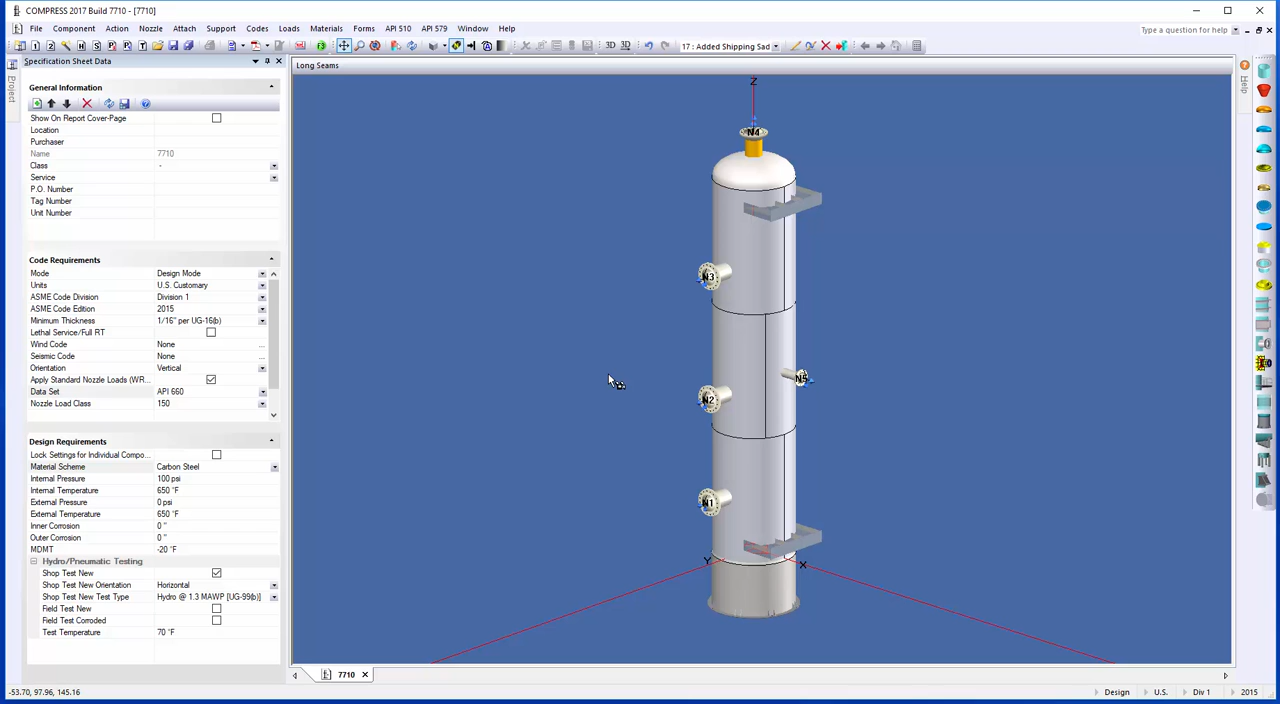 COMPRESS 2017 Build 7710 - [7710]
File Component Action Nozzle Attach Support Codes Loads Materials Forms API 510 API 579 Window Help
Type a question for help
3D 3D 17 : Added Shipping Sad
Specification Sheet Data
Long Seams
Project
Help
General Information
Show On Report Cover-Page
Location
Purchaser
Name 7710
Class -
Service
P.O. Number
Tag Number
Unit Number
Code Requirements
Mode Design Mode
Units U.S. Customary
ASME Code Division Division 1
ASME Code Edition 2015
Minimum Thickness 1/16" per UG-16(b)
Lethal Service/Full RT
Wind Code None ...
Seismic Code None ...
Orientation Vertical
Apply Standard Nozzle Loads (WR...
Data Set API 660
Nozzle Load Class 150
Design Requirements
Lock Settings for Individual Compo...
Material Scheme Carbon Steel
Internal Pressure 100 psi
Internal Temperature 650 °F
External Pressure 0 psi
External Temperature 650 °F
Inner Corrosion 0 "
Outer Corrosion 0 "
MDMT -20 °F
Hydro/Pneumatic Testing
Shop Test New
Shop Test New Orientation Horizontal
Shop Test New Test Type Hydro @ 1.3 MAWP [UG-99(b)]
Field Test New
Field Test Corroded
Test Temperature 70 °F
Z
N4
N3
N5
N2
N1
Y
X
7710
-53.70, 97.96, 145.16
Design U.S. Div 1 2015